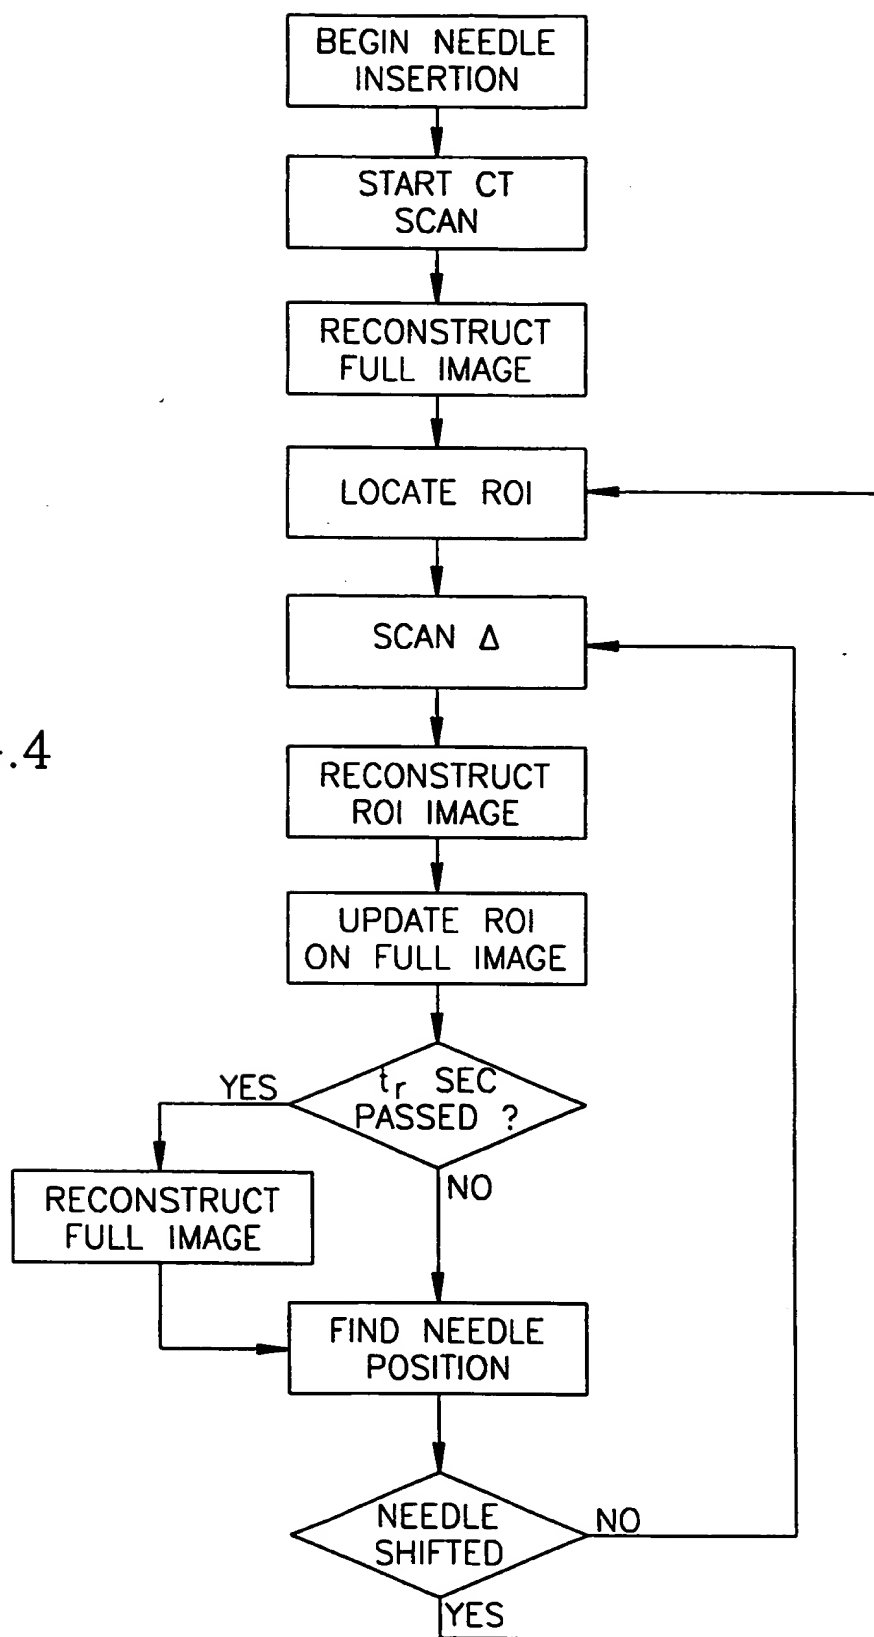 BEGIN NEEDLE
INSERTION
START CT
SCAN
RECONSTRUCT
FULL IMAGE
LOCATE ROI
SCAN Δ
.4
RECONSTRUCT
ROI IMAGE
UPDATE ROI
ON FULL IMAGE
YES
tr SEC
PASSED ?
NO
RECONSTRUCT
FULL IMAGE
FIND NEEDLE
POSITION
NEEDLE
SHIFTED
NO
YES